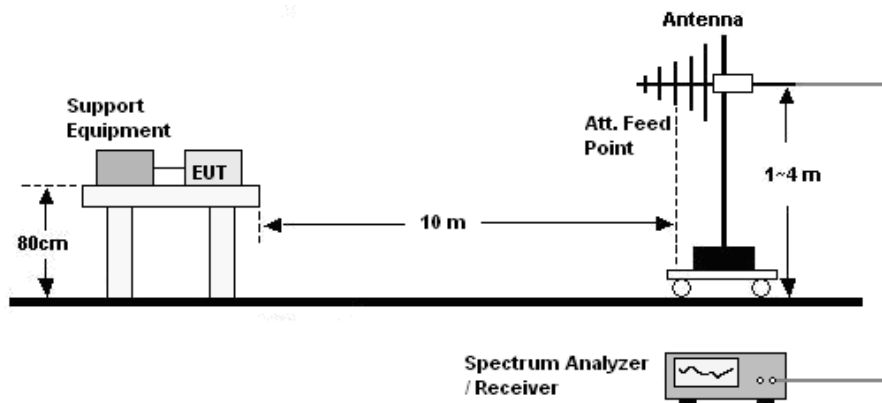 Antenna
Support
Equipment
Att. Feed
Point
EUT
1~4 m
10 m
80cm
Spectrum Analyzer
/ Receiver